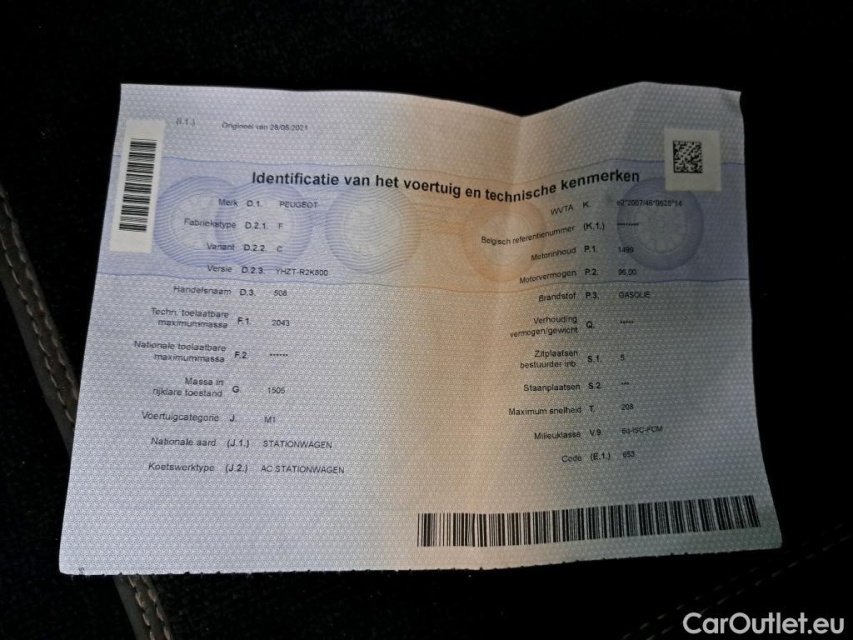 (I.1.) Origineel van 28/06/2021
Identificatie van het voertuig en technische kenmerken
Merk D.1. PEUGEOT
Fabriekstype D.2.1. F
Variant D.2.2. C
Versie D.2.3. YHZT-R2K800
Handelsnaam D.3. 508
Techn. toelaatbare
maximummassa F.1. 2043
Nationale toelaatbare
maximummassa F.2. ------
Massa in
rijklare toestand G. 1505
Voertuigcategorie J. M1
Nationale aard (J.1.) STATIONWAGEN
Koetswerktype (J.2.) AC STATIONWAGEN
WVTA K.
Belgisch referentienummer (K.1.) ------
Motorinhoud P.1. 1499
Motorvermogen P.2. 96,00
Brandstof P.3. GASOLIE
Verhouding
vermogen/gewicht Q. -----
Zitplaatsen
bestuurder inb. S.1. 5
Staanplaatsen S.2. ---
Maximum snelheid T. 208
Milieuklasse V.9. 6d-ISC-FCM
Code (E.1.) 653
CarOutlet.eu